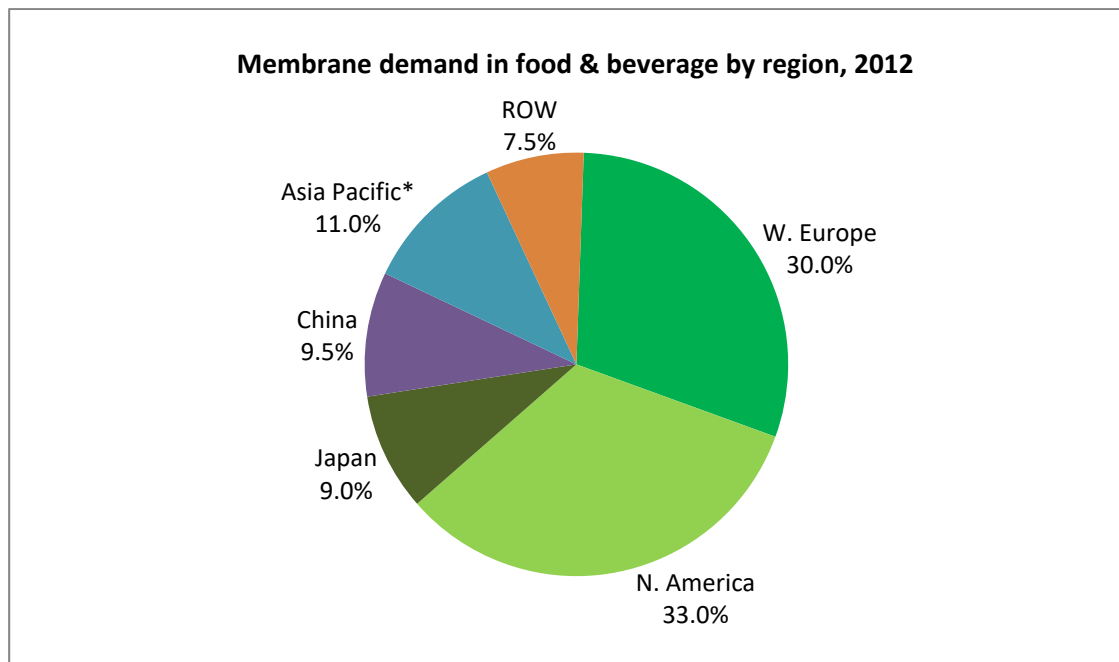 Membrane demand in food & beverage by region, 2012
ROW
7.5%
W. Europe
30.0%
N. America
33.0%
Japan
9.0%
China
9.5%
Asia Pacific*
11.0%